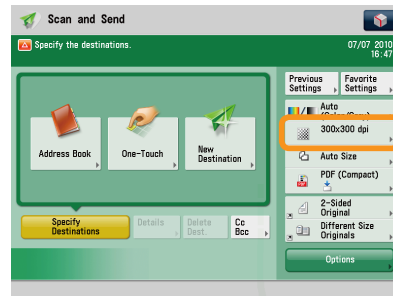 Scan and Send
Specify the destinations.
07/07 2010
16:47
Previous
Settings
Favorite
Settings
Auto
300x300 dpi
Address Book
One-Touch
New
Destination
Auto Size
PDF (Compact)
2-Sided
Original
Specify
Destinations
Details
Delete
Dest.
Cc
Bcc
Different Size
Originals
Options